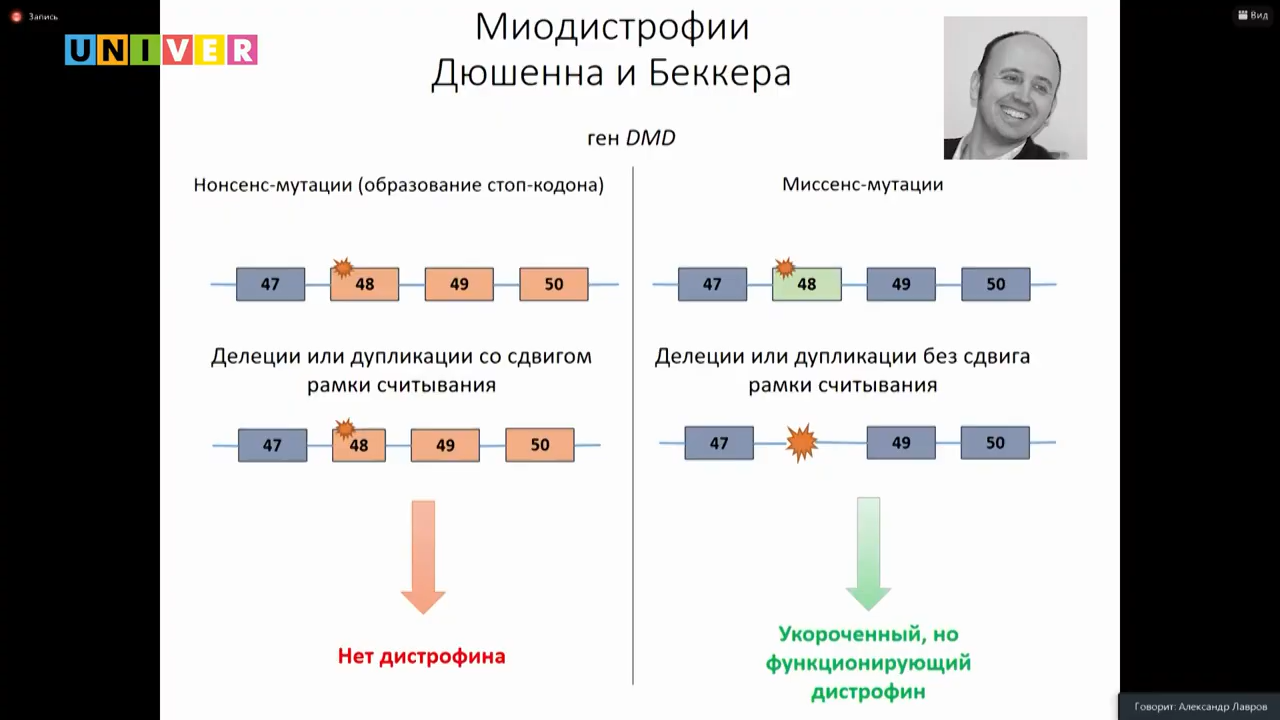 Запись
Вид
UNIVER
Миодистрофии
Дюшенна и Беккера
ген DMD
Нонсенс-мутации (образование стоп-кодона)
47 48 49 50
Делеции или дупликации со сдвигом
рамки считывания
47 48 49 50
Нет дистрофина
Миссенс-мутации
47 48 49 50
Делеции или дупликации без сдвига
рамки считывания
47 49 50
Укороченный, но
функционирующий
дистрофин
Говорит: Александр Лавров